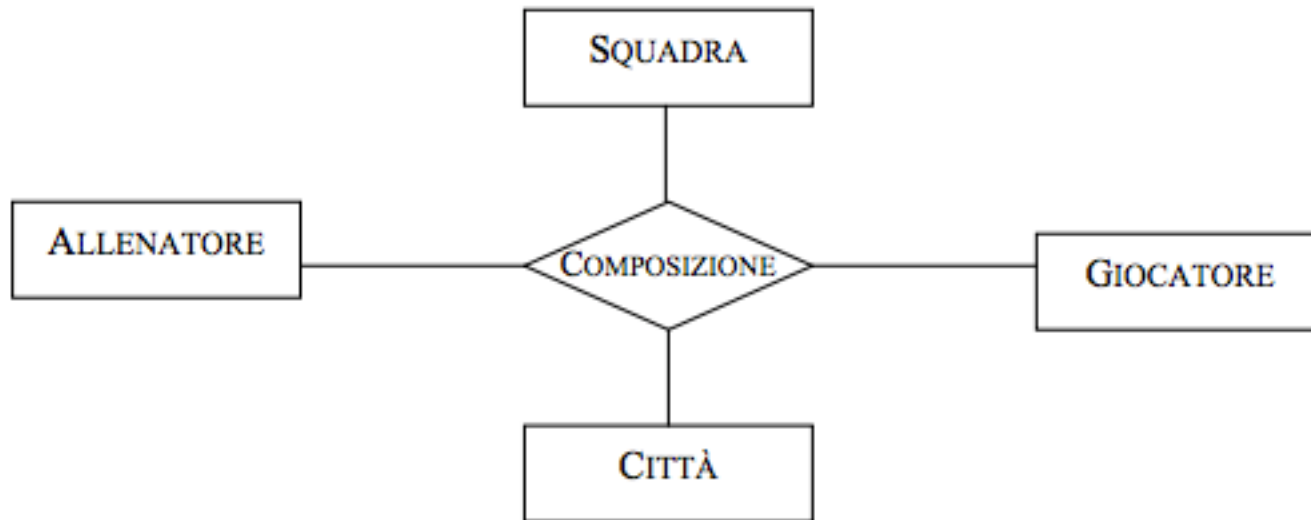 SQUADRA
ALLENATORE
COMPOSIZIONE
GIOCATORE
CITTÀ